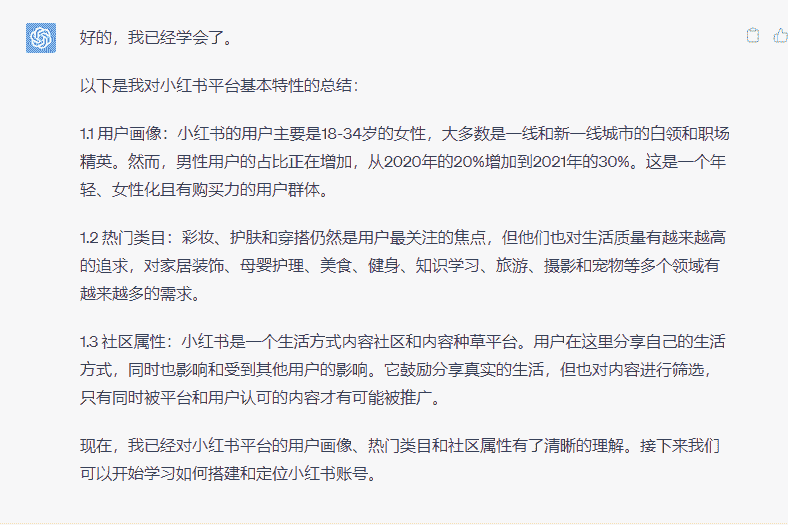 好的，我已经学会了。
以下是我对小红书平台基本特性的总结：
1.1 用户画像：小红书的用户主要是18-34岁的女性，大多数是一线和新一线城市的白领和职场
精英。然而，男性用户的占比正在增加，从2020年的20%增加到2021年的30%。这是一个年
轻、女性化且有购买力的用户群体。
1.2 热门类目：彩妆、护肤和穿搭仍然是用户最关注的焦点，但他们也对生活质量有越来越高
的追求，对家居装饰、母婴护理、美食、健身、知识学习、旅游、摄影和宠物等多个领域有
越来越多的需求。
1.3 社区属性：小红书是一个生活方式内容社区和内容种草平台。用户在这里分享自己的生活
方式，同时也影响和受到其他用户的影响。它鼓励分享真实的生活，但也对内容进行筛选，
只有同时被平台和用户认可的内容才有可能被推广。
现在，我已经对小红书平台的用户画像、热门类目和社区属性有了清晰的理解。接下来我们
可以开始学习如何搭建和定位小红书账号。